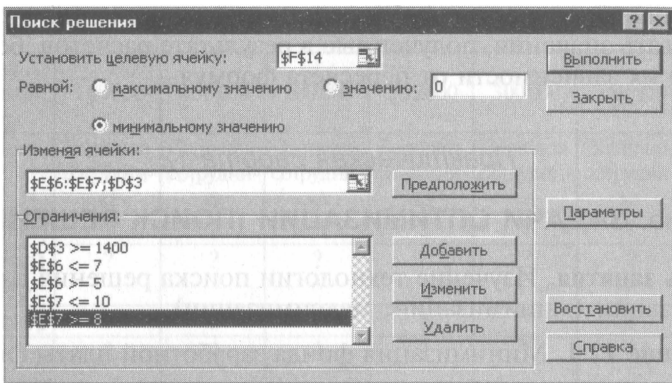 Поиск решения
Установить целевую ячейку: $F$14
Выполнить
Равной: максимальному значению значению: 0
Закрыть
минимальному значению
Изменяя ячейки:
$E$6:$E$7;$D$3
Предположить
Ограничения:
Параметры
$D$3 >= 1400
Добавить
$E$6 <= 7
$E$6 >= 5
Изменить
$E$7 <= 10
Восстановить
$E$7 >= 8
Удалить
Справка